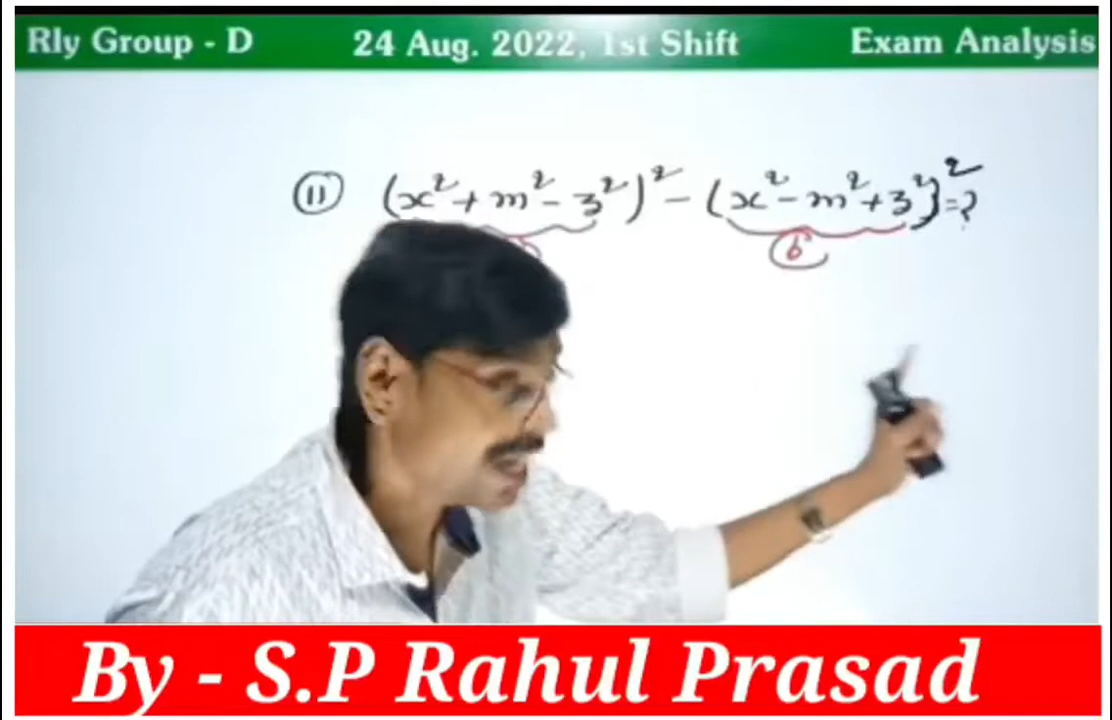 Rly Group - D 24 Aug. 2022, 1st Shift Exam Analysis
⑪ (x² + m² - 3²)² - (x² - m² + 3²)² = ?
b
By - S.P Rahul Prasad